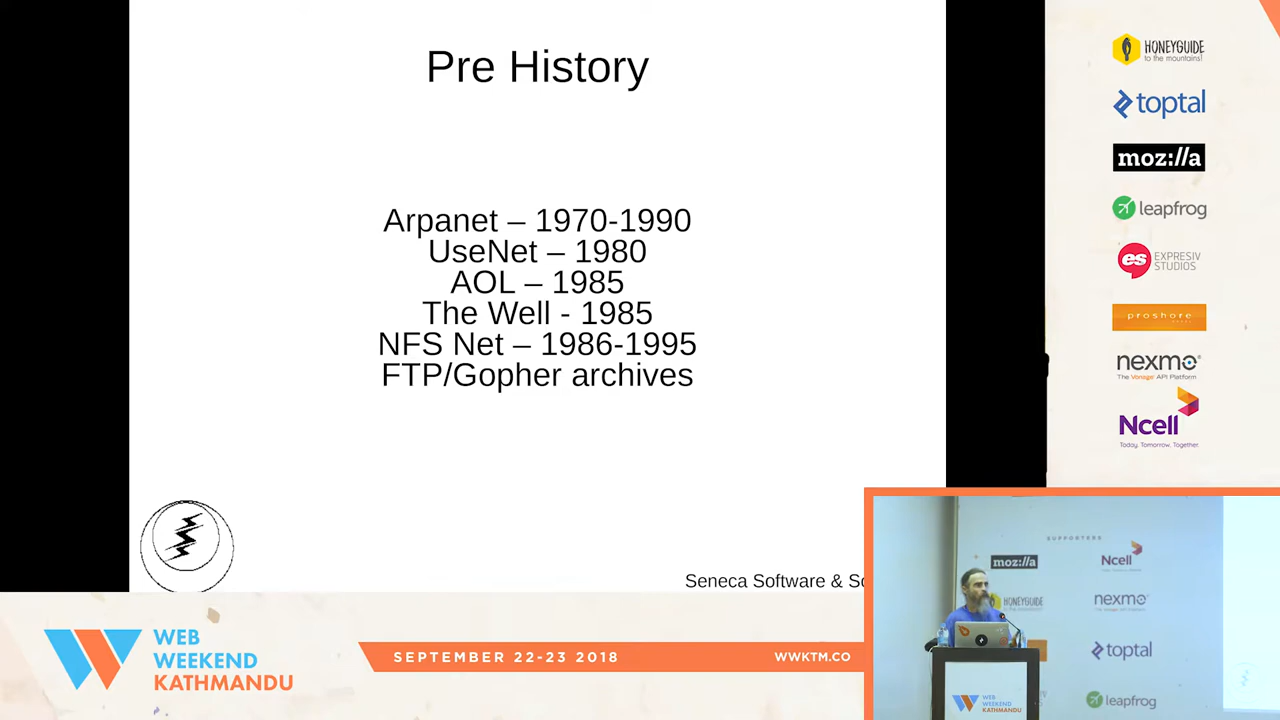 Pre History
Arpanet – 1970-1990
UseNet – 1980
AOL – 1985
The Well - 1985
NFS Net – 1986-1995
FTP/Gopher archives
Seneca Software & So
HONEYGUIDE
to the mountains!
toptal
moz://a
leapfrog
es EXPRESIV
STUDIOS
proshore
nexmo
The Vonage API Platform
Ncell
Today. Tomorrow. Together.
WEB
WEEKEND
KATHMANDU
SEPTEMBER 22-23 2018
WWKTM.CO
SUPPORTERS
moz://a
Ncell
HONEYGUIDE
nexmo
toptal
leapfrog
WEB
WEEKEND
KATHMANDU